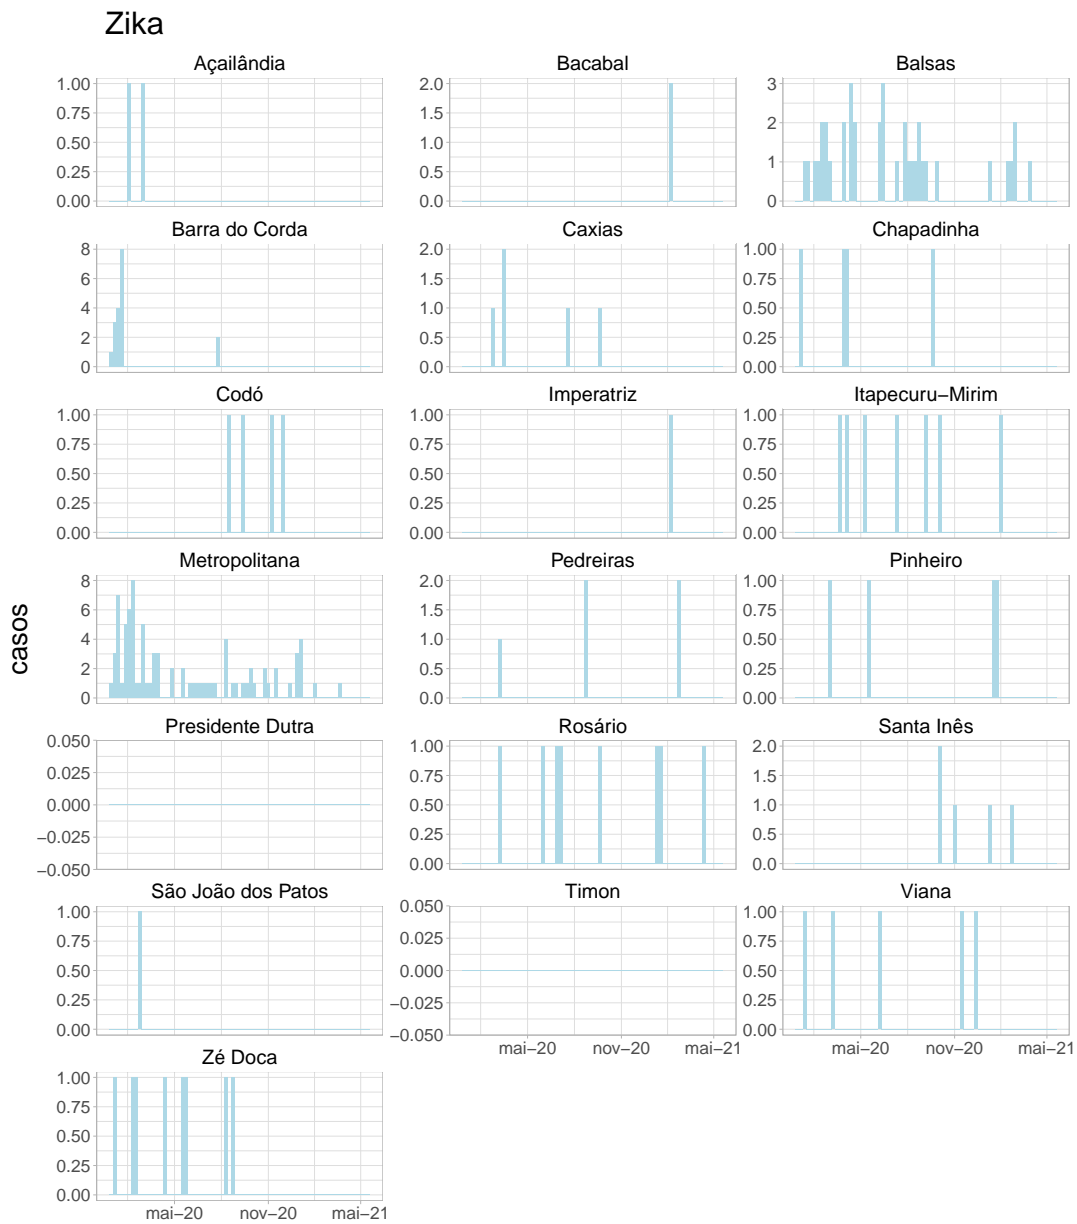 Zika
Açailândia Bacabal Balsas
1.00 0.75 0.50 0.25 0.00
2.0 1.5 1.0 0.5 0.0
3 2 1 0
Barra do Corda Caxias Chapadinha
8 6 4 2 0
2.0 1.5 1.0 0.5 0.0
1.00 0.75 0.50 0.25 0.00
Codó Imperatriz Itapecuru−Mirim
1.00 0.75 0.50 0.25 0.00
1.00 0.75 0.50 0.25 0.00
1.00 0.75 0.50 0.25 0.00
casos
Metropolitana Pedreiras Pinheiro
8 6 4 2 0
2.0 1.5 1.0 0.5 0.0
1.00 0.75 0.50 0.25 0.00
Presidente Dutra Rosário Santa Inês
0.050 0.025 0.000 −0.025 −0.050
1.00 0.75 0.50 0.25 0.00
2.0 1.5 1.0 0.5 0.0
São João dos Patos Timon Viana
1.00 0.75 0.50 0.25 0.00
0.050 0.025 0.000 −0.025 −0.050
1.00 0.75 0.50 0.25 0.00
mai−20 nov−20 mai−21
mai−20 nov−20 mai−21
Zé Doca
1.00 0.75 0.50 0.25 0.00
mai−20 nov−20 mai−21